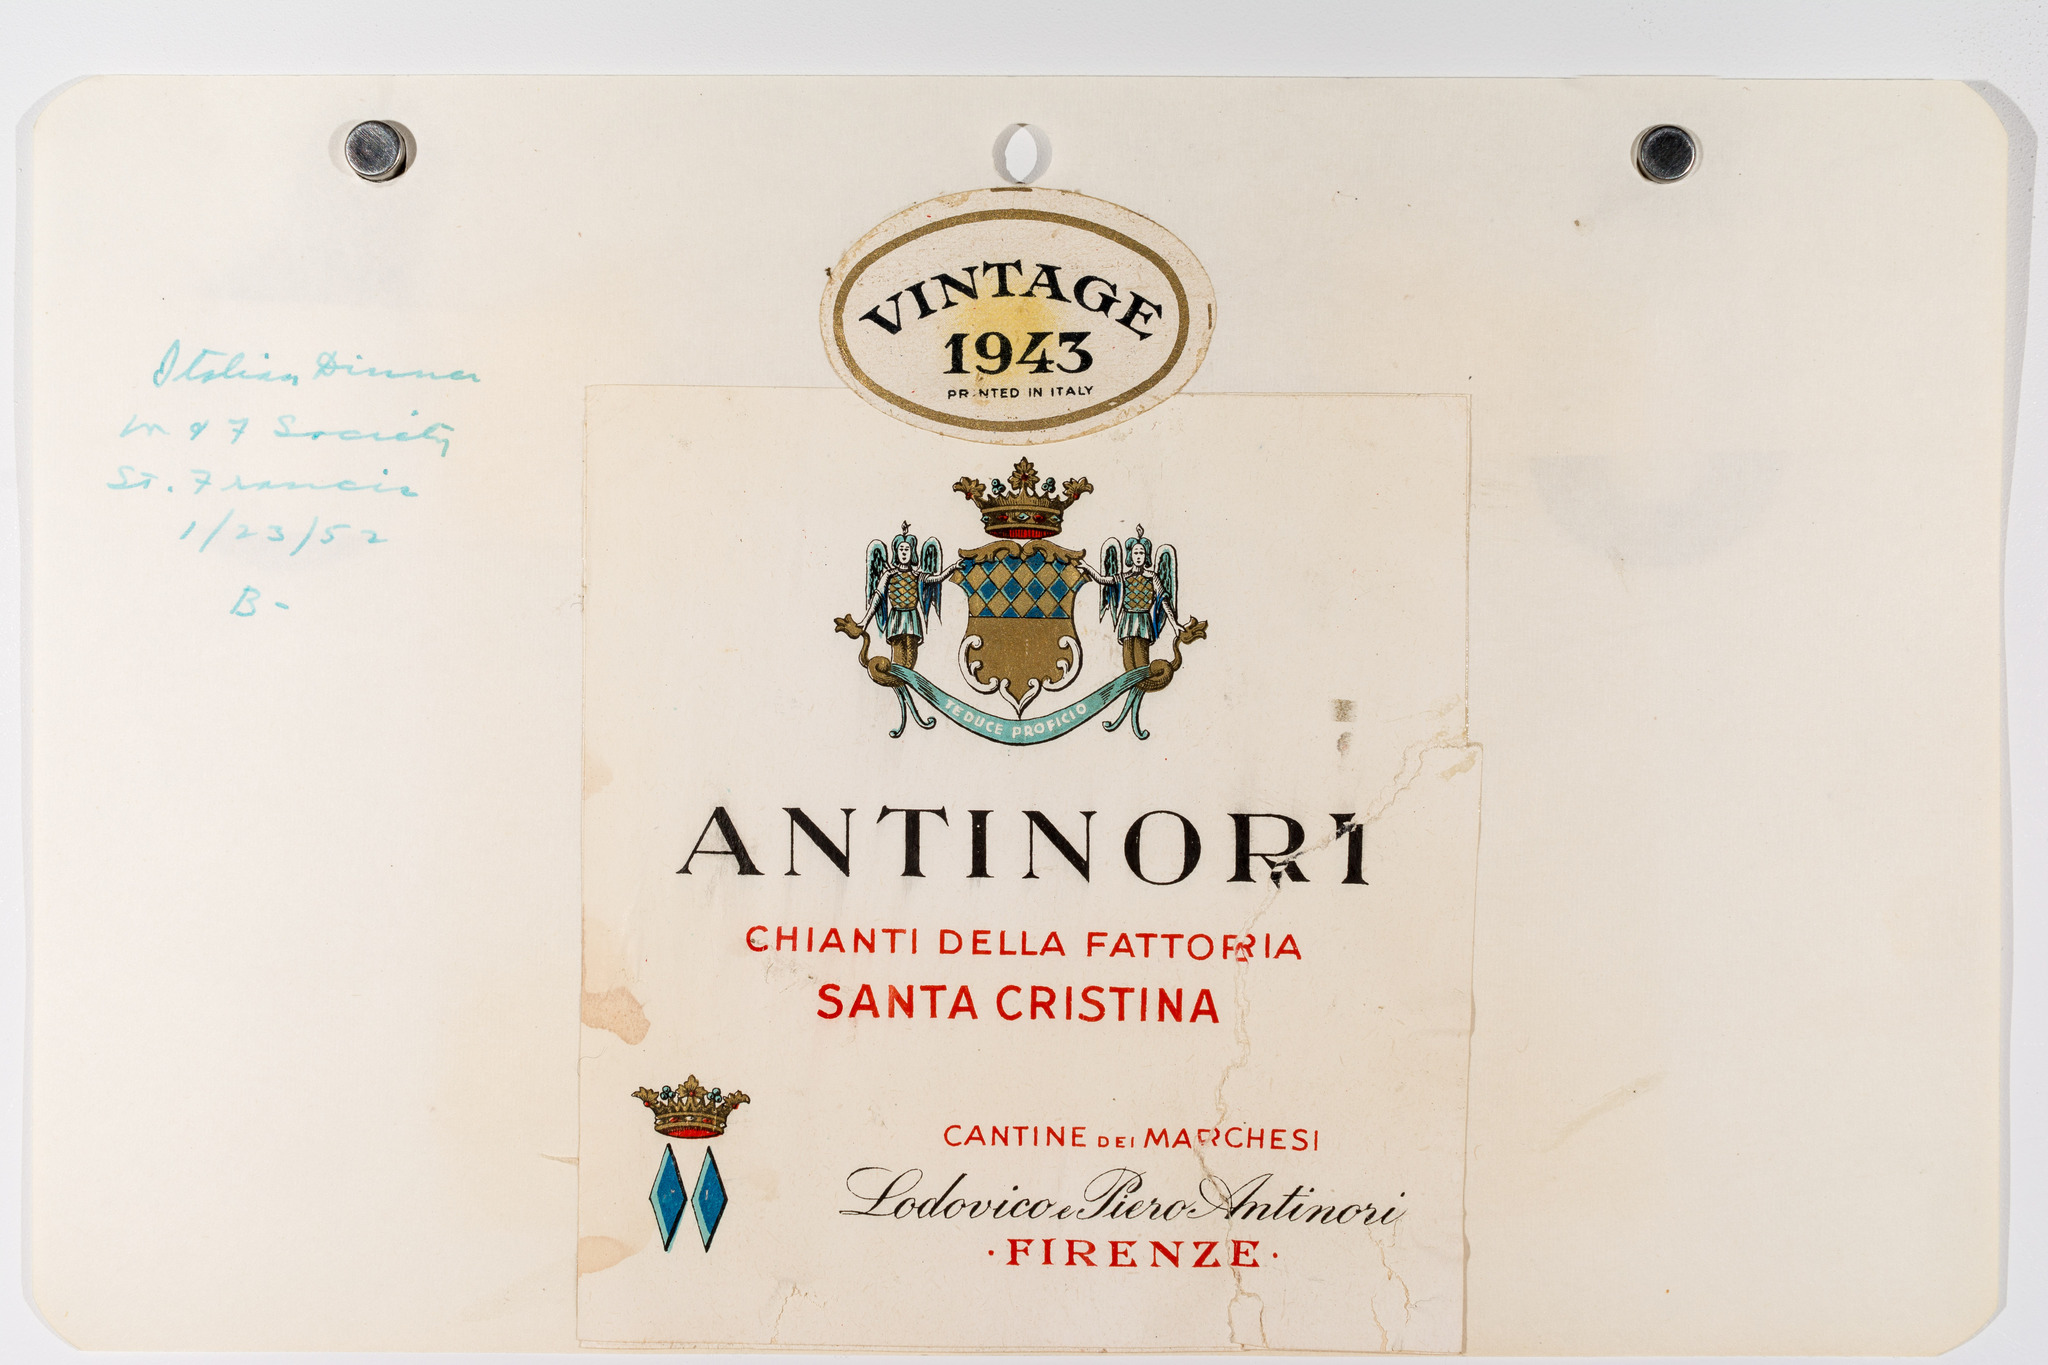 VINTAGE
1943
PRINTED IN ITALY
Italian Dinner
W & F Society
St. Francis
1/23/52
B-
TE DUCE PROFICIO
ANTINORI
CHIANTI DELLA FATTORIA
SANTA CRISTINA
CANTINE DEI MARCHESI
Lodovico e Piero Antinori
·FIRENZE·